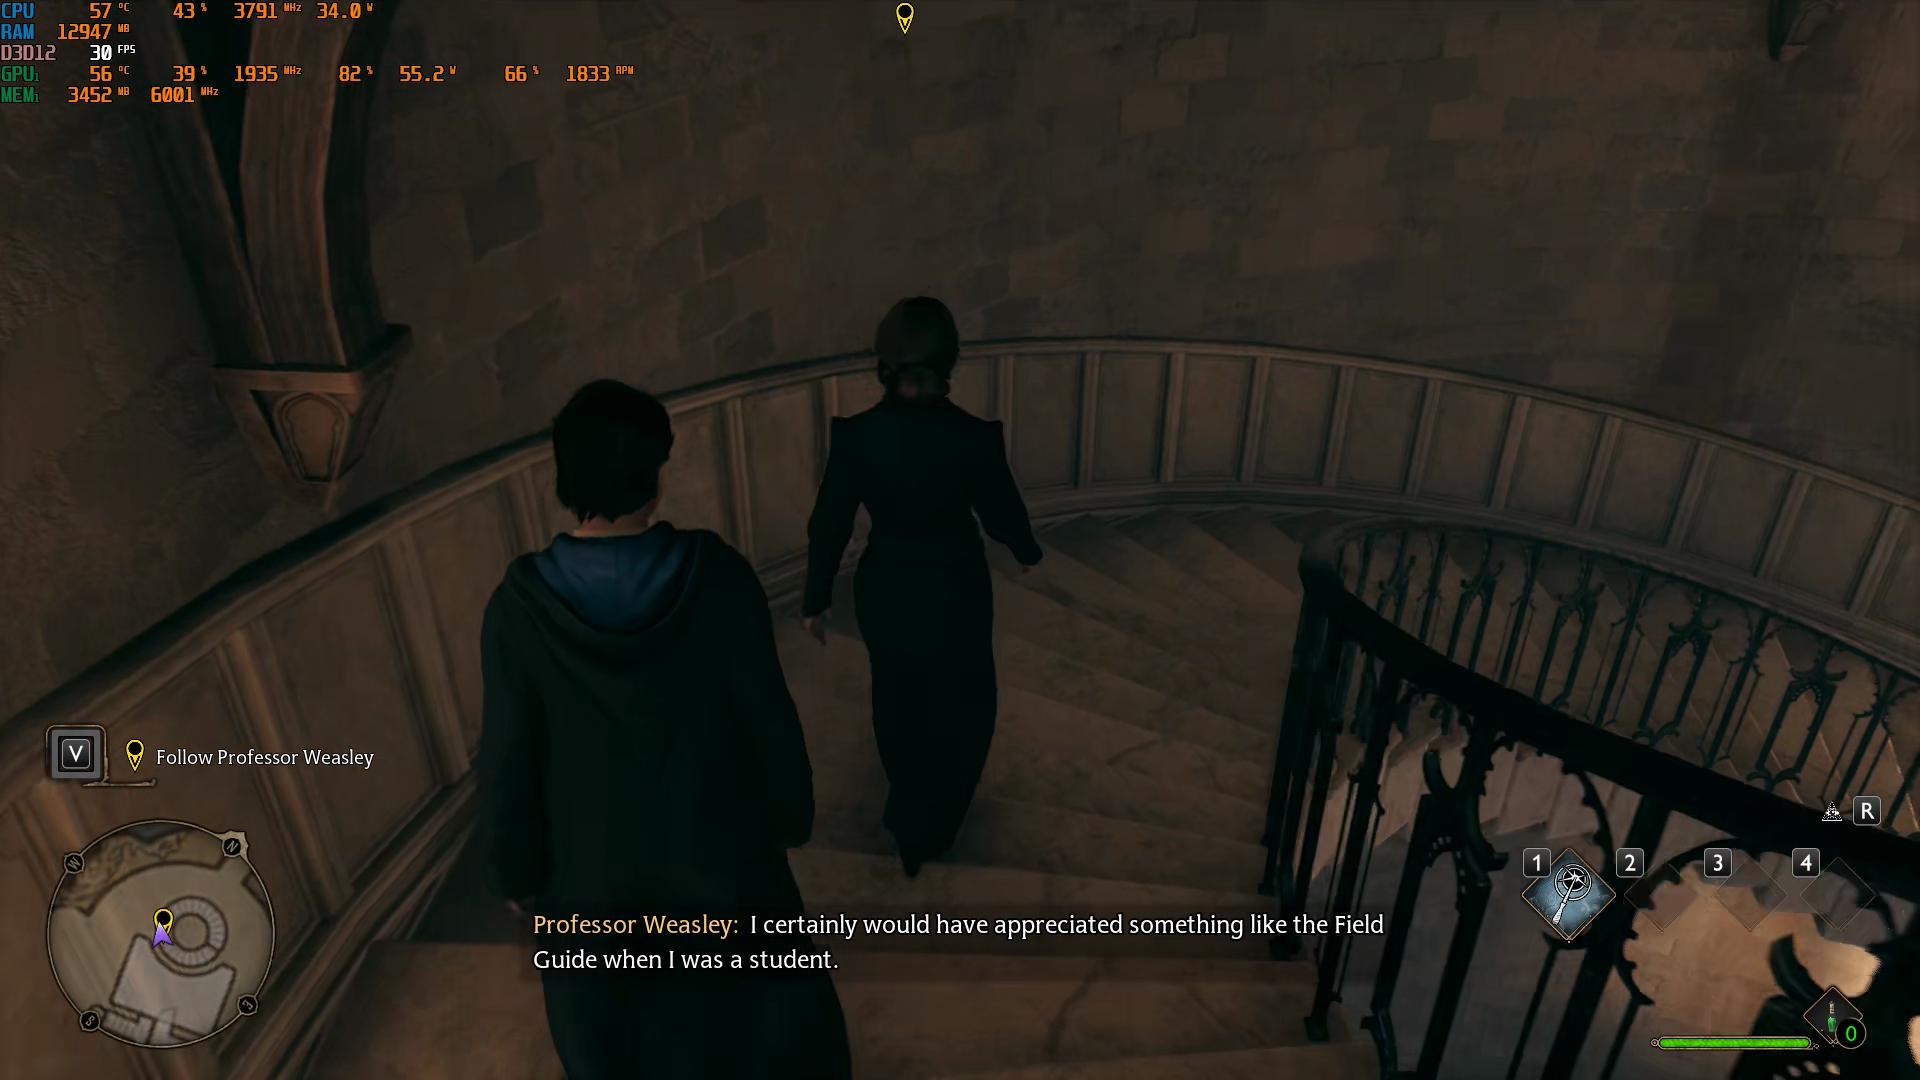 CPU 57 °C 43 % 3791 MHz 34.0 W
RAM 12947 MB
D3D12 30 FPS
GPU1 56 °C 39 % 1935 MHz 82 % 55.2 W 66 % 1833 RPM
MEM1 3452 MB 6001 MHz
V Follow Professor Weasley
R
1 2 3 4
N
W
E
S
Professor Weasley: I certainly would have appreciated something like the Field
Guide when I was a student.
0